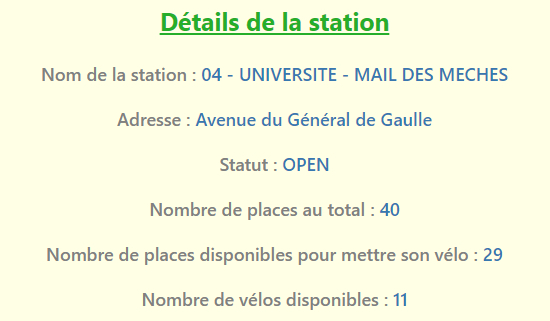 Détails de la station
Nom de la station : 04 - UNIVERSITE - MAIL DES MECHES
Adresse : Avenue du Général de Gaulle
Statut : OPEN
Nombre de places au total : 40
Nombre de places disponibles pour mettre son vélo : 29
Nombre de vélos disponibles : 11